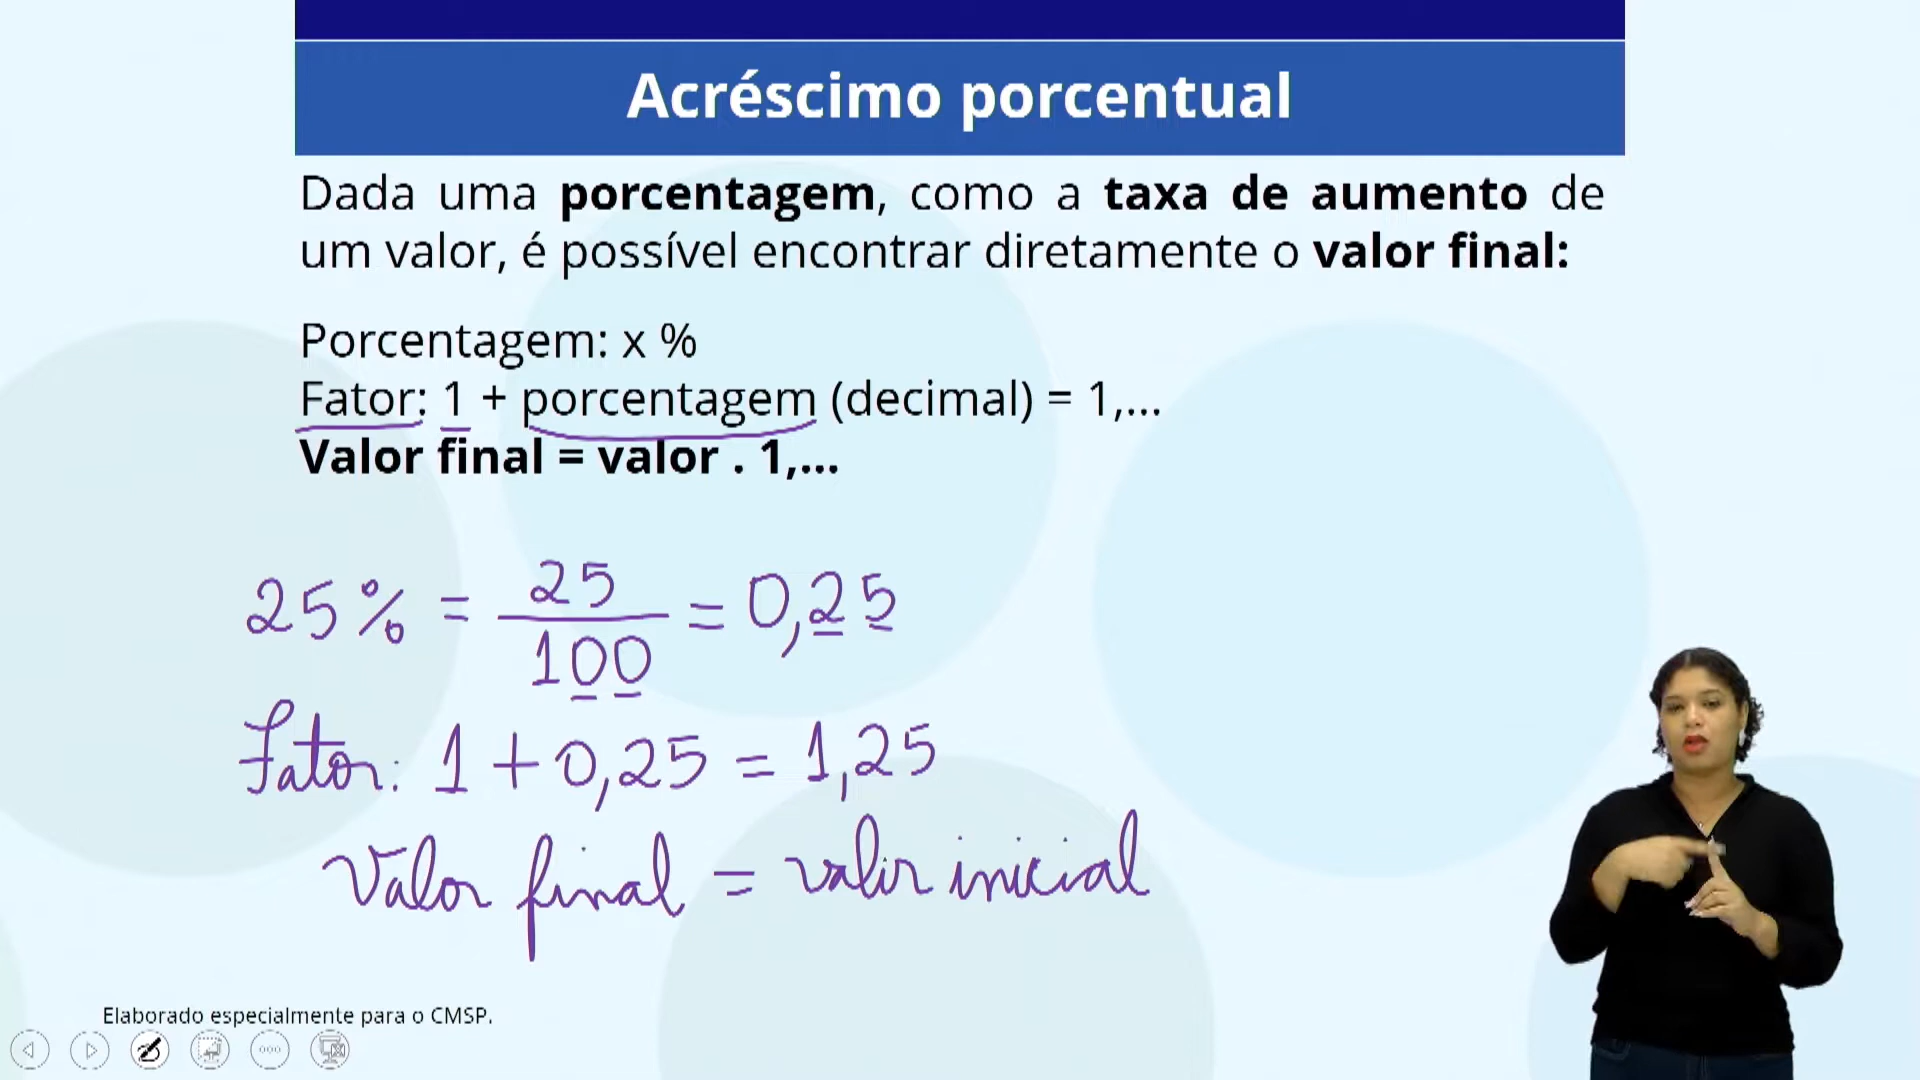 Acréscimo porcentual
Dada uma porcentagem, como a taxa de aumento de
um valor, é possível encontrar diretamente o valor final:
Porcentagem: x %
Fator: 1 + porcentagem (decimal) = 1,...
Valor final = valor . 1,...
25% = 25/100 = 0,25
Fator: 1 + 0,25 = 1,25
Valor final = valor inicial
Elaborado especialmente para o CMSP.